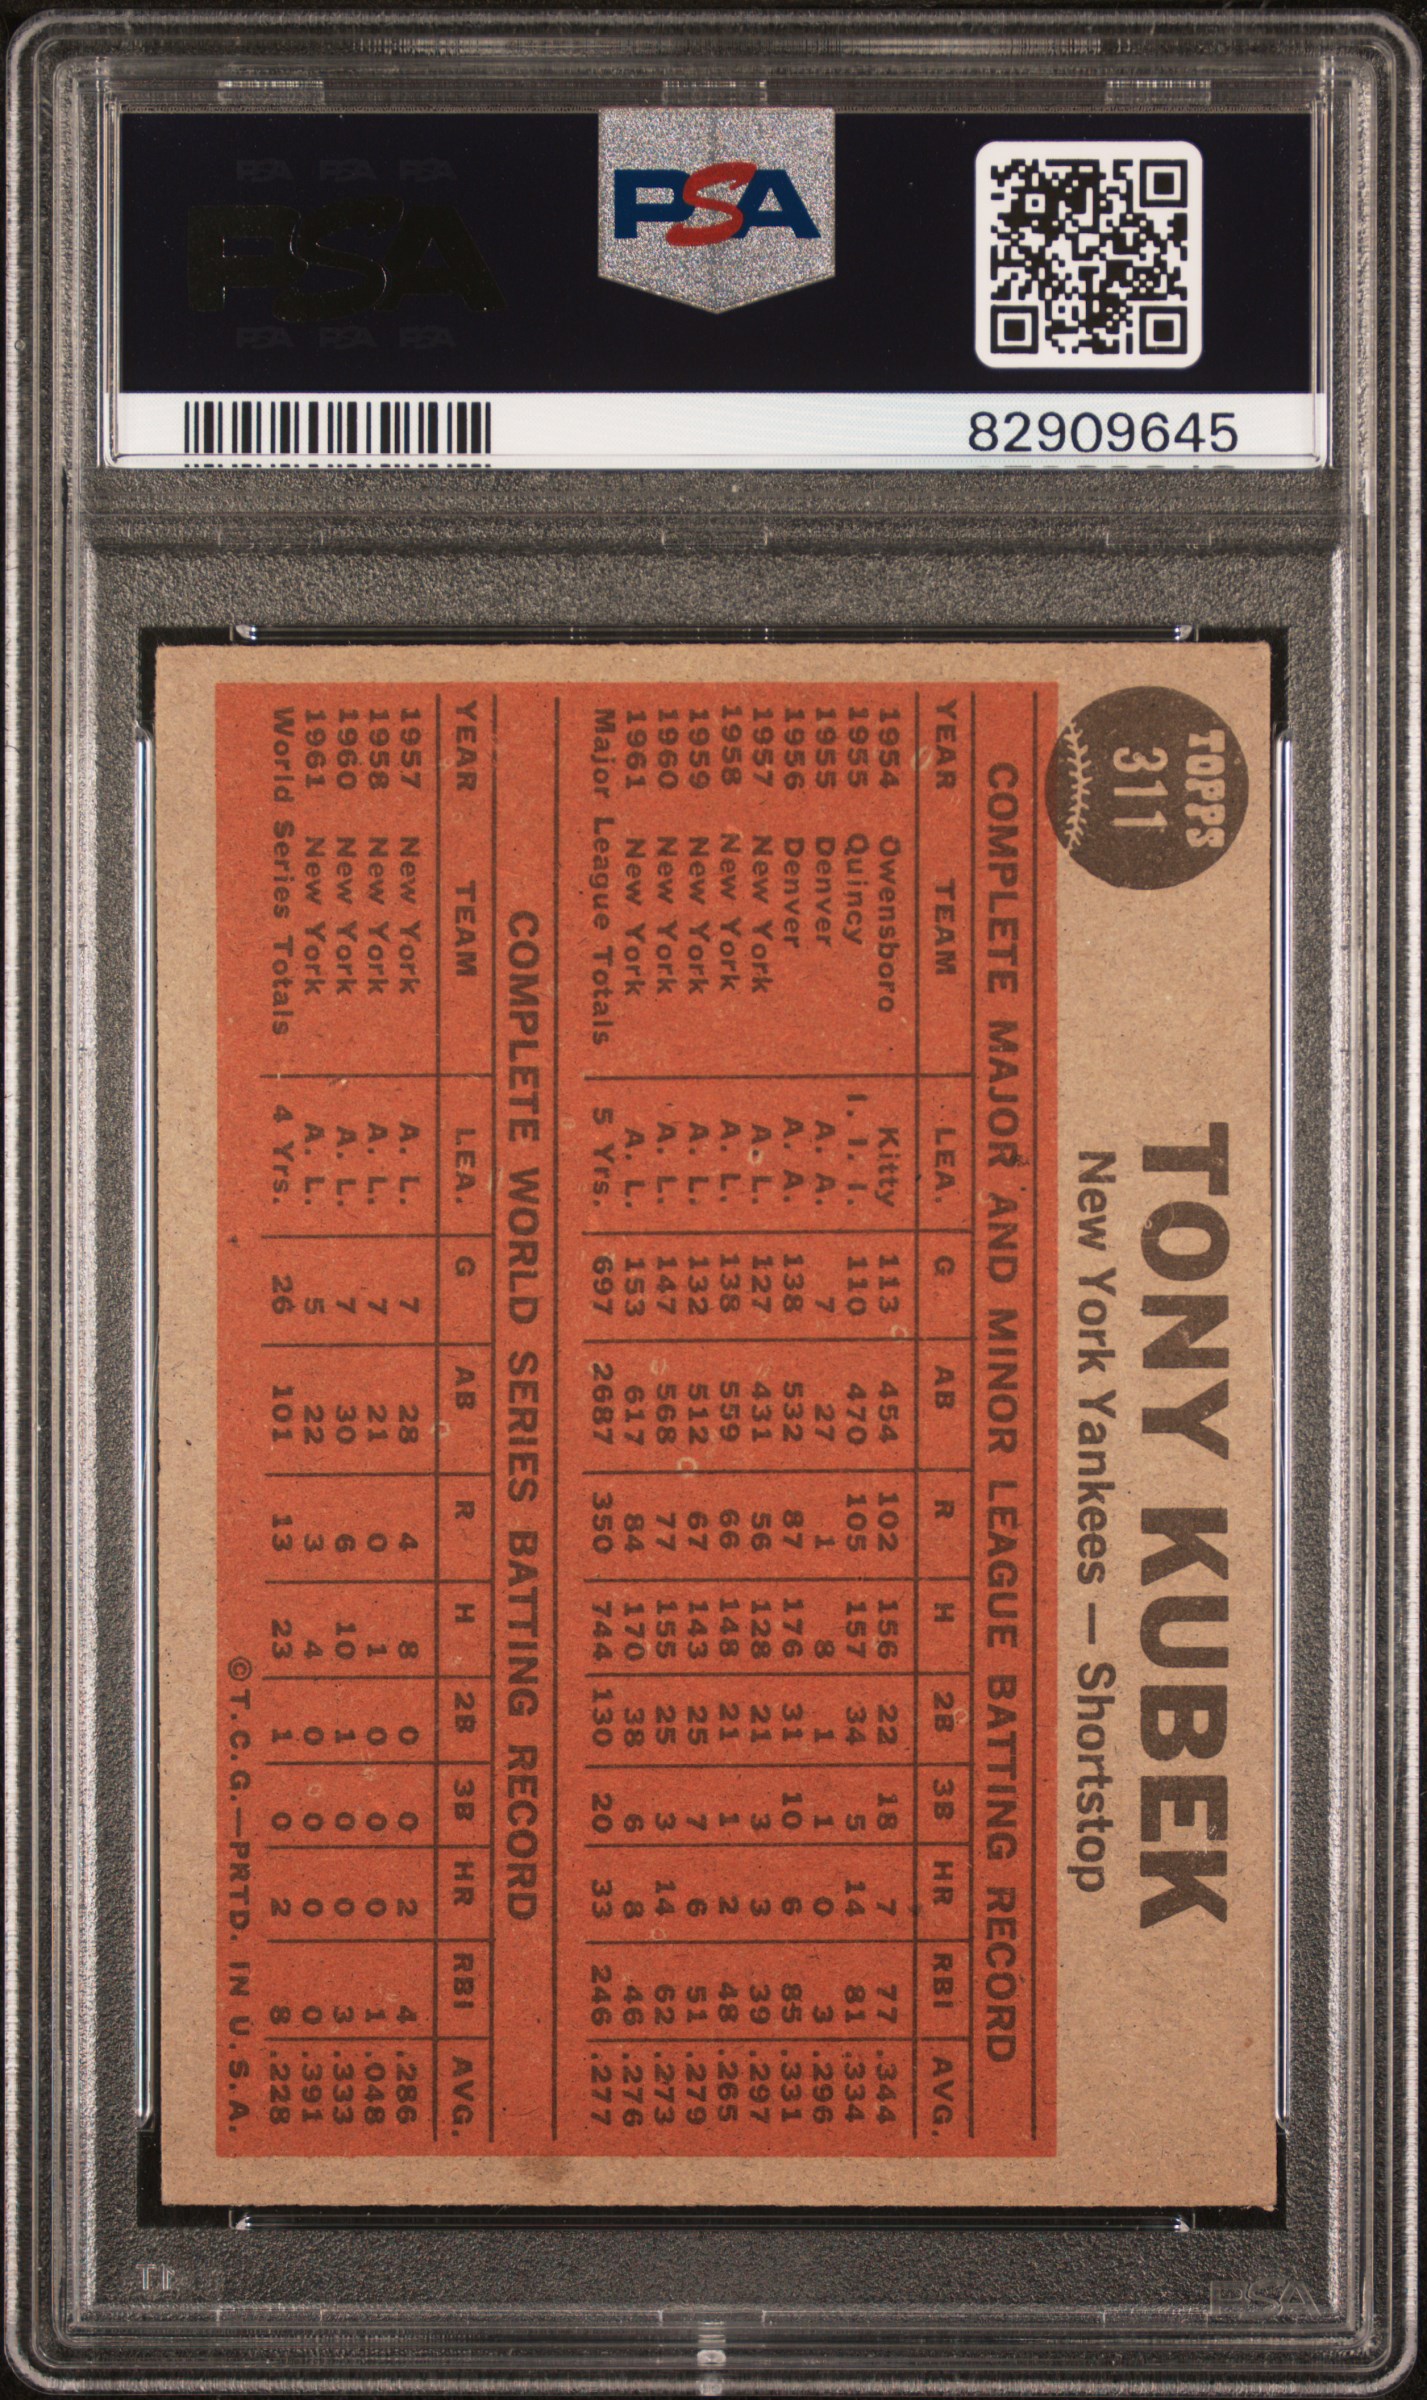 PSA PSA PSA
PSA
PSA PSA PSA
PSA
82909645
TOPPS
311
TONY KUBEK
New York Yankees — Shortstop
COMPLETE MAJOR AND MINOR LEAGUE BATTING RECORD
YEAR TEAM LEA. G AB R H 2B 3B HR RBI AVG.
1954 Owensboro Kitty 113 454 102 156 22 18 7 77 .344
1955 Quincy I. I. I. 110 470 105 157 34 5 14 81 .334
1955 Denver A. A. 7 27 1 8 1 1 0 3 .296
1956 Denver A. A. 138 532 87 176 31 10 6 85 .331
1957 New York A. L. 127 431 56 128 21 3 3 39 .297
1958 New York A. L. 138 559 66 148 21 1 2 48 .265
1959 New York A. L. 132 512 67 143 25 7 6 51 .279
1960 New York A. L. 147 568 77 155 25 3 14 62 .273
1961 New York A. L. 153 617 84 170 38 6 8 46 .276
Major League Totals 5 Yrs. 697 2687 350 744 130 20 33 246 .277
COMPLETE WORLD SERIES BATTING RECORD
YEAR TEAM LEA. G AB R H 2B 3B HR RBI AVG.
1957 New York A. L. 7 28 4 8 0 0 2 4 .286
1958 New York A. L. 7 21 0 1 0 0 0 1 .048
1960 New York A. L. 7 30 6 10 1 0 0 3 .333
1961 New York A. L. 5 22 3 4 0 0 0 0 .391
World Series Totals 4 Yrs. 26 101 13 23 1 0 2 8 .228
©T. C. G.—PRTD. IN U. S. A.
PSA